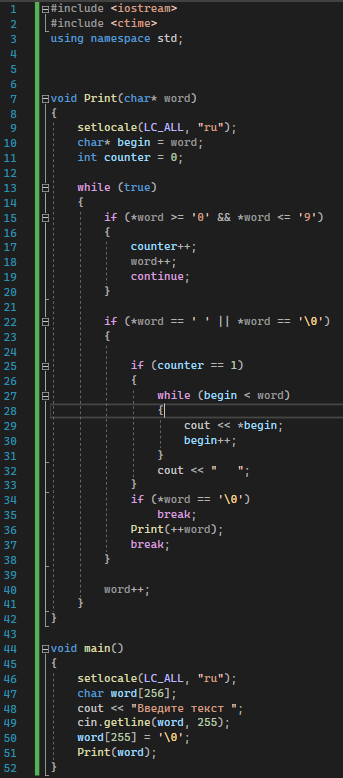 1 #include <iostream>
2 #include <ctime>
3 using namespace std;
4
5
6
7 void Print(char* word)
8 {
9     setlocale(LC_ALL, "ru");
10     char* begin = word;
11     int counter = 0;
12
13     while (true)
14     {
15         if (*word >= '0' && *word <= '9')
16         {
17             counter++;
18             word++;
19             continue;
20         }
21
22         if (*word == ' ' || *word == '\0')
23         {
24
25             if (counter == 1)
26             {
27                 while (begin < word)
28                 {
29                     cout << *begin;
30                     begin++;
31                 }
32                 cout << "   ";
33             }
34             if (*word == '\0')
35                 break;
36             Print(++word);
37             break;
38         }
39
40         word++;
41     }
42 }
43
44 void main()
45 {
46     setlocale(LC_ALL, "ru");
47     char word[256];
48     cout << "Введите текст ";
49     cin.getline(word, 255);
50     word[255] = '\0';
51     Print(word);
52 }